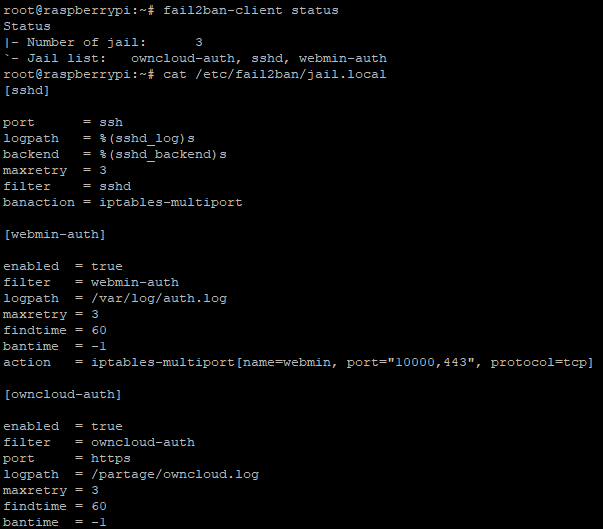 root@raspberrypi:~# fail2ban-client status
Status
|- Number of jail:      3
`- Jail list:   owncloud-auth, sshd, webmin-auth
root@raspberrypi:~# cat /etc/fail2ban/jail.local
[sshd]

port      = ssh
logpath   = %(sshd_log)s
backend   = %(sshd_backend)s
maxretry  = 3
filter    = sshd
banaction = iptables-multiport

[webmin-auth]

enabled  = true
filter   = webmin-auth
logpath  = /var/log/auth.log
maxretry = 3
findtime = 60
bantime  = -1
action   = iptables-multiport[name=webmin, port="10000,443", protocol=tcp]

[owncloud-auth]

enabled  = true
filter   = owncloud-auth
port     = https
logpath  = /partage/owncloud.log
maxretry = 3
findtime = 60
bantime  = -1